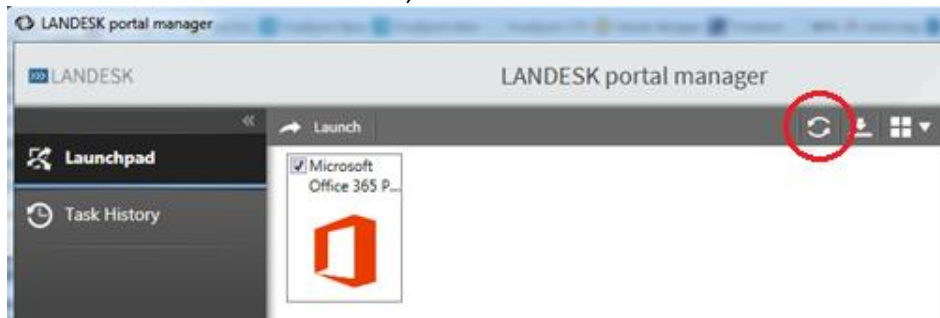 LANDESK portal manager
LANDESK
LANDESK portal manager
Launch
Launchpad
Microsoft
Office 365 P...
Task History